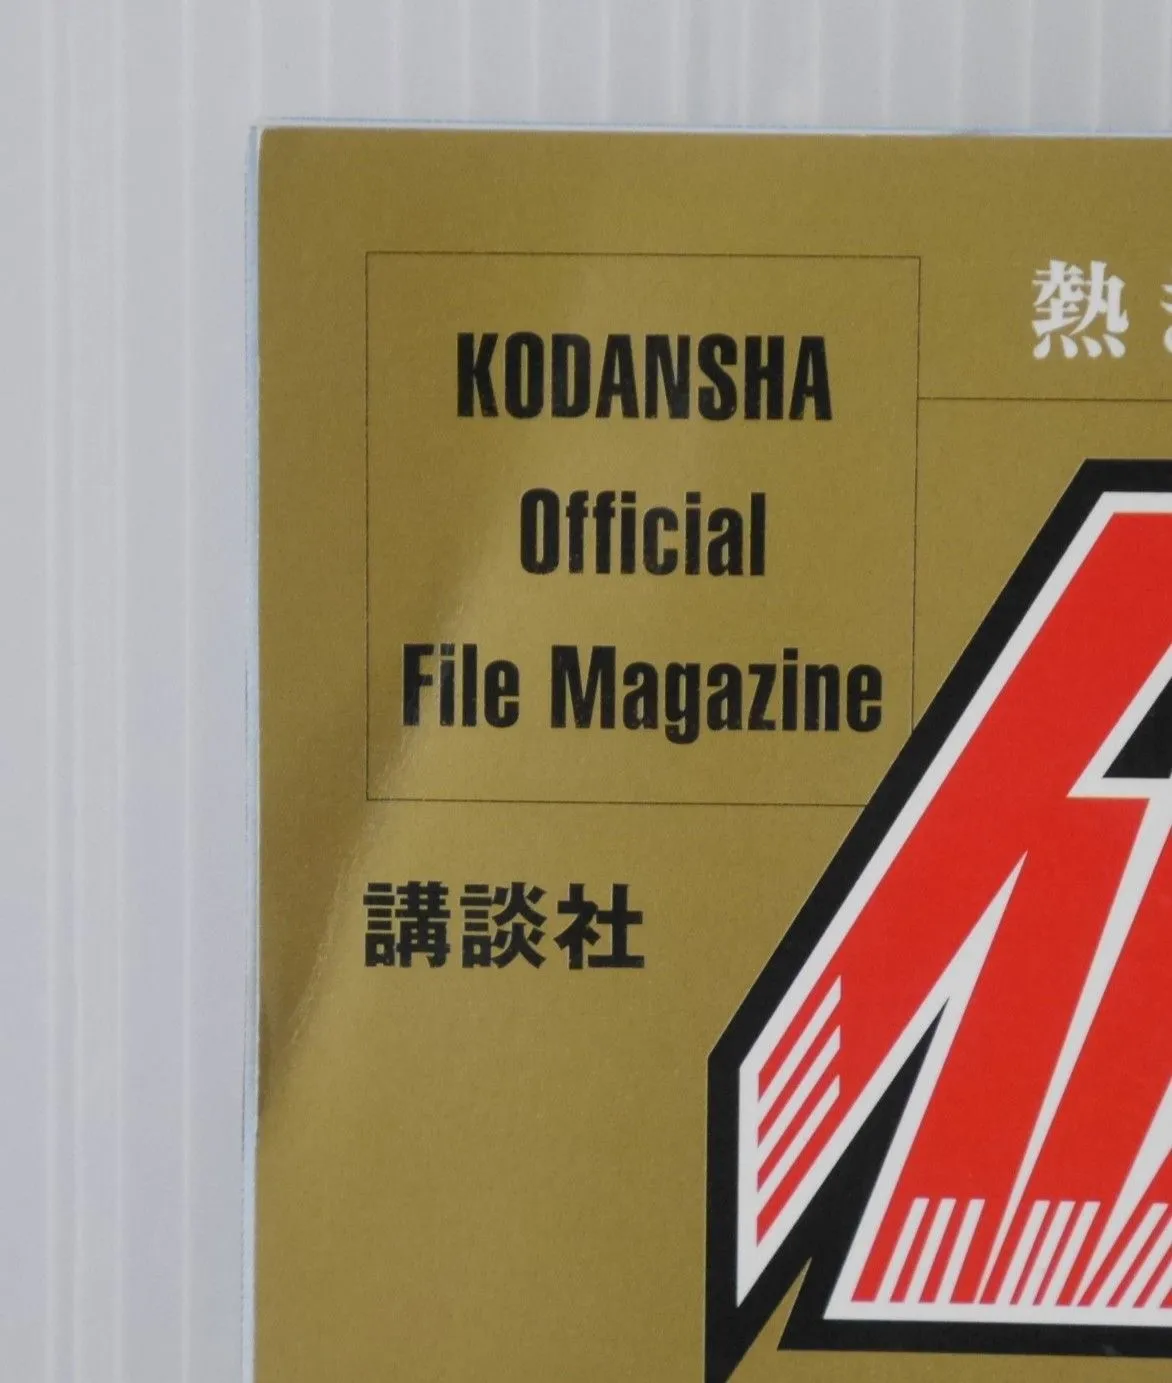 KODANSHA
Official
File Magazine
講談社
熱